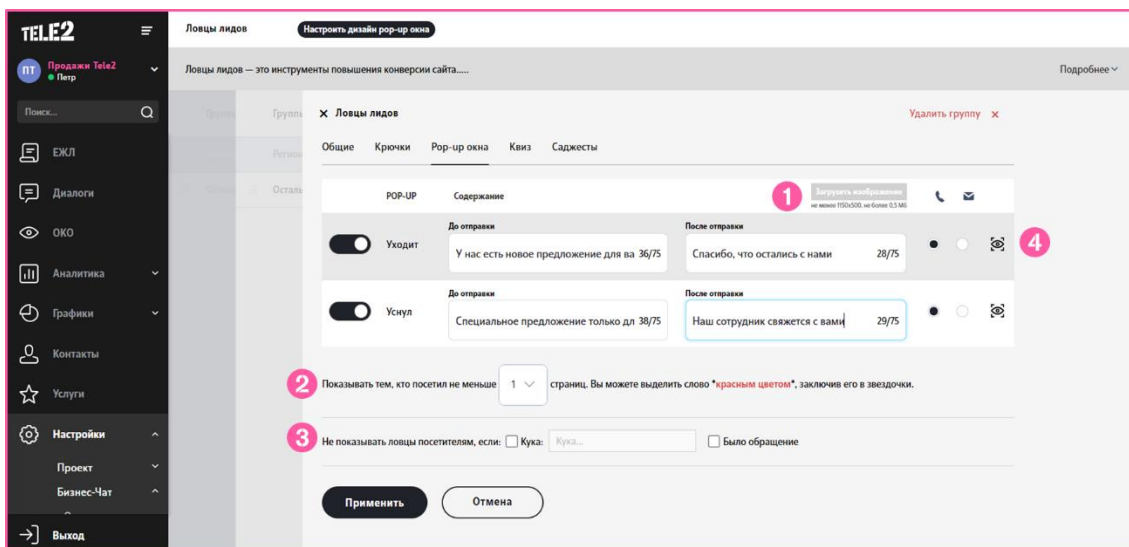 TELE2
Ловцы лидов
Настроить дизайн pop-up окна
ПТ
Продажи Tele2
Петр
Ловцы лидов — это инструменты повышения конверсии сайта.....
Подробнее
Поиск...
ЕЖЛ
Диалоги
ОКО
Аналитика
Графики
Контакты
Услуги
Настройки
Проект
Бизнес-Чат
Выход
Ловцы лидов
Удалить группу
Общие Крючки Pop-up окна Квиз Саджесты
POP-UP Содержание
1
Загрузить изображение
не менее 1150x500, не более 0,5 Мб
До отправки После отправки
Уходит У нас есть новое предложение для ва 36/75 Спасибо, что остались с нами 28/75
4
До отправки После отправки
Уснул Специальное предложение только дл 38/75 Наш сотрудник свяжется с вами 29/75
2 Показывать тем, кто посетил не меньше 1 страниц. Вы можете выделить слово *красным цветом*, заключив его в звездочки.
3 Не показывать ловцы посетителям, если: Кука: Кука... Было обращение
Применить Отмена